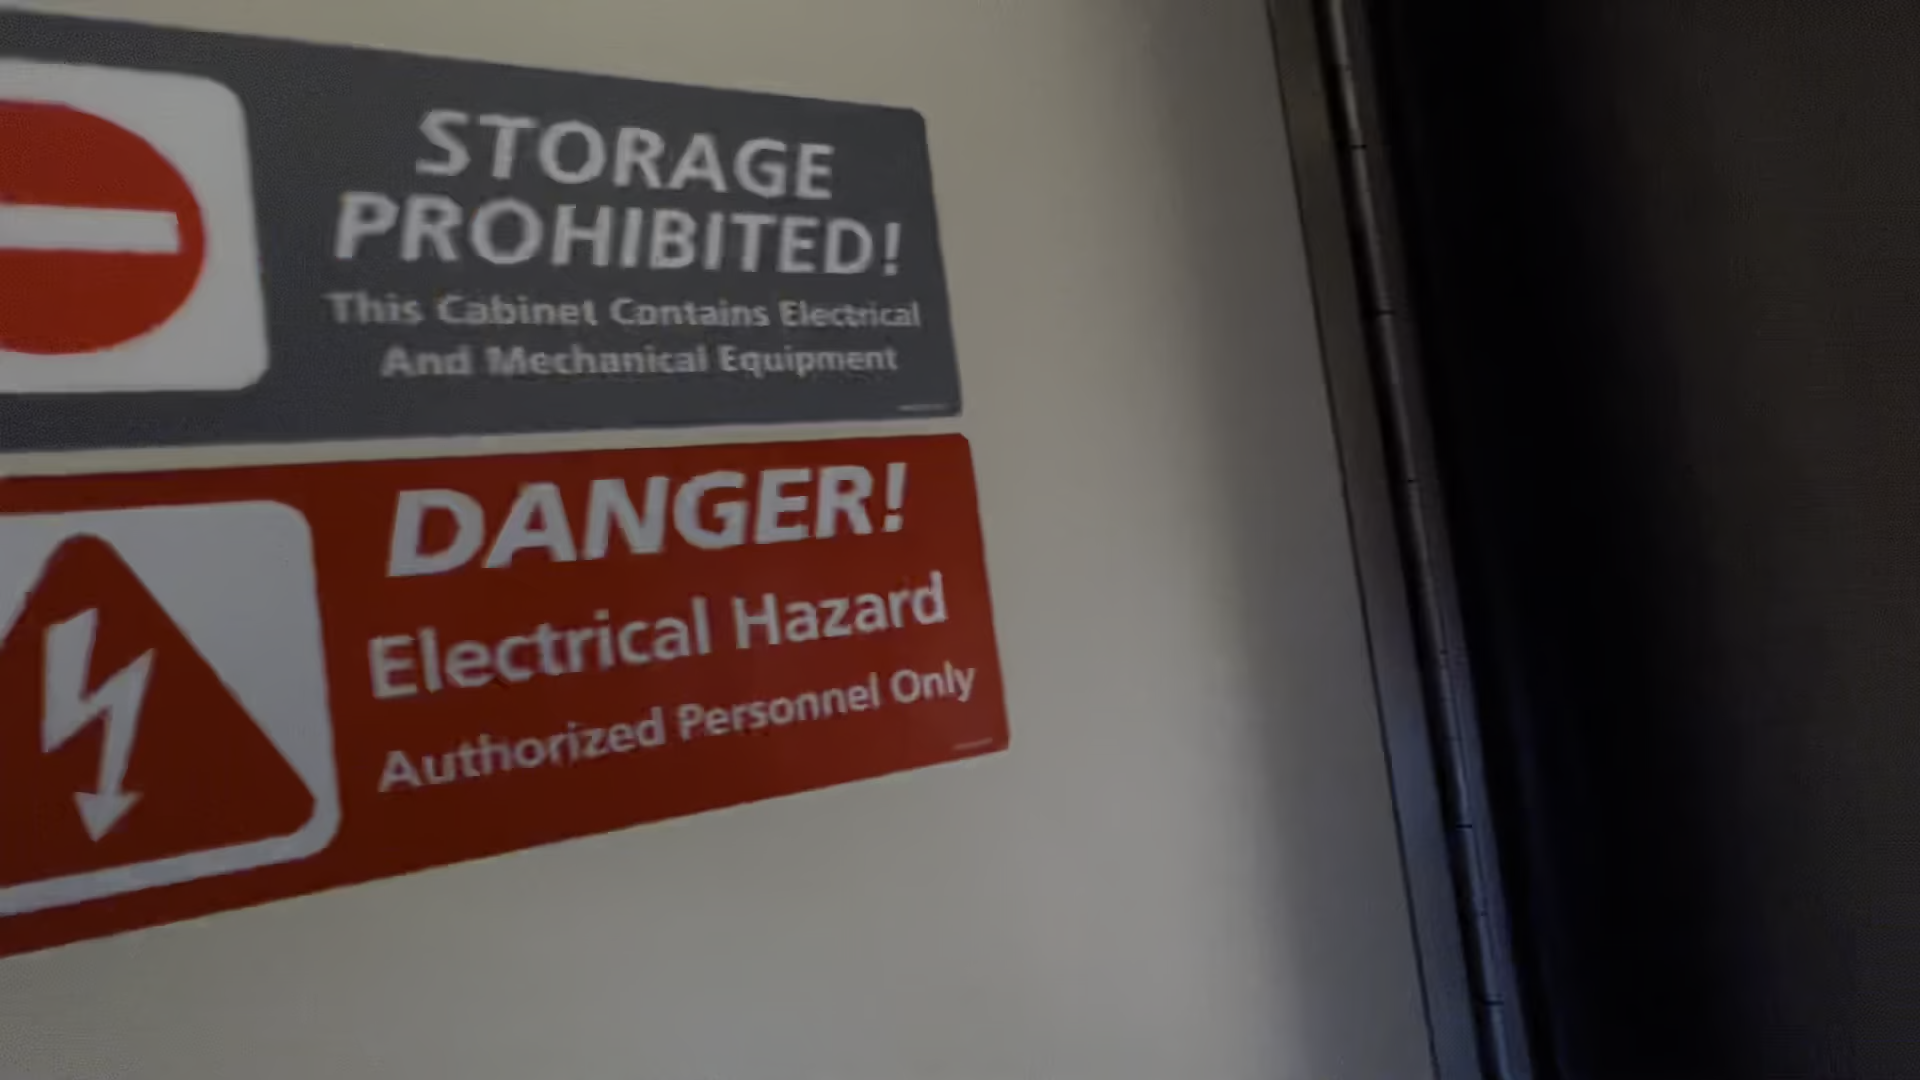 STORAGE
PROHIBITED!
This Cabinet Contains Electrical
And Mechanical Equipment
DANGER!
Electrical Hazard
Authorized Personnel Only